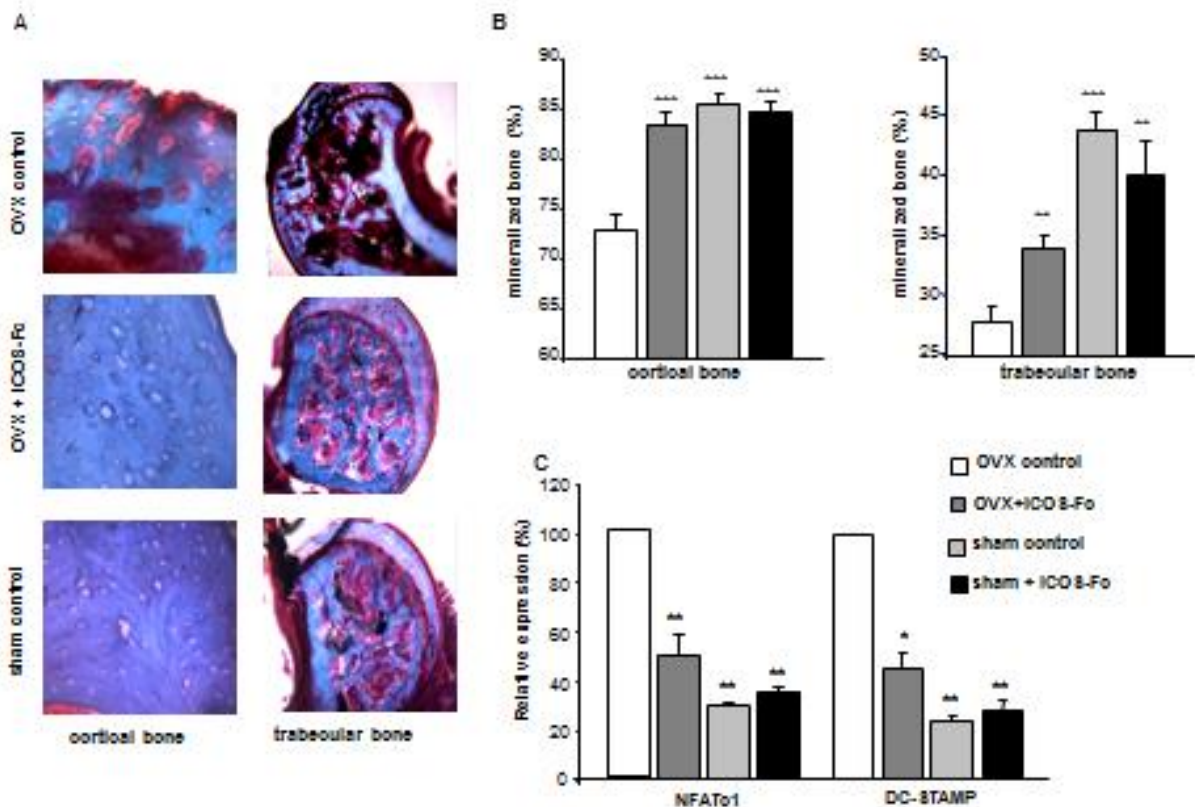 A
OVX control
OVX + ICOS-Fc
sham control
cortical bone
trabecular bone
B
mineralized bone (%)
90
85
80
75
70
65
60
***
***
***
cortical bone
mineralized bone (%)
50
45
40
35
30
25
**
***
**
trabecular bone
C
Relative expression (%)
120
100
80
60
40
20
0
**
**
**
*
**
**
NFATc1
DC-STAMP
OVX control
OVX+ICOS-Fc
sham control
sham + ICOS-Fc